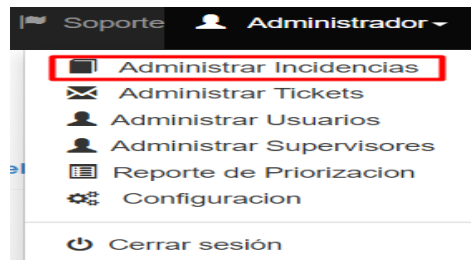 Soporte Administrador
Administrar Incidencias
Administrar Tickets
Administrar Usuarios
Administrar Supervisores
Reporte de Priorizacion
Configuracion
Cerrar sesión